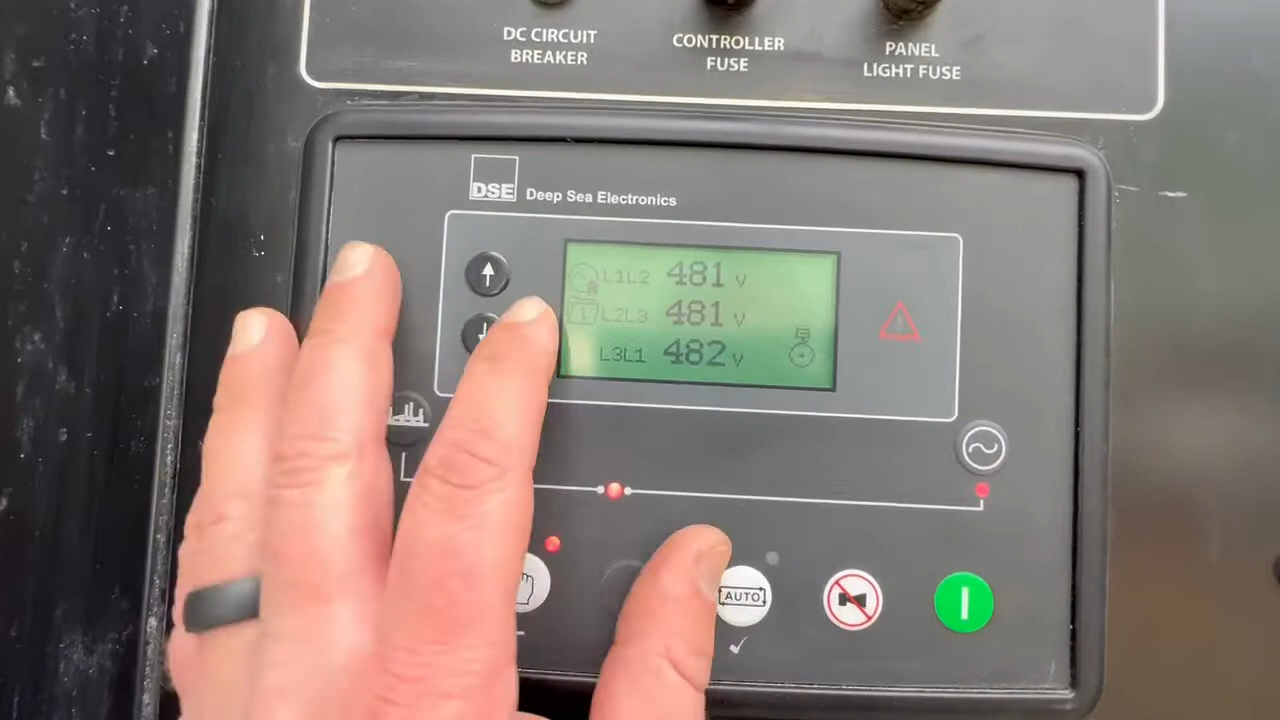 DC CIRCUIT
BREAKER
CONTROLLER
FUSE
PANEL
LIGHT FUSE
DSE Deep Sea Electronics
L1L2 481 V
1 L2L3 481 V
L3L1 482 V
AUTO